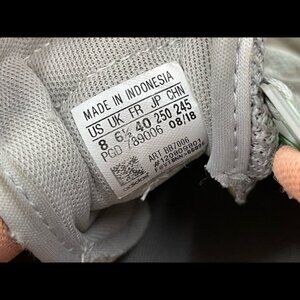 MADE IN INDONESIA
US UK FR JP CHN
8 6½ 40 250 245
PGD 789006 08/18
ART BB7006